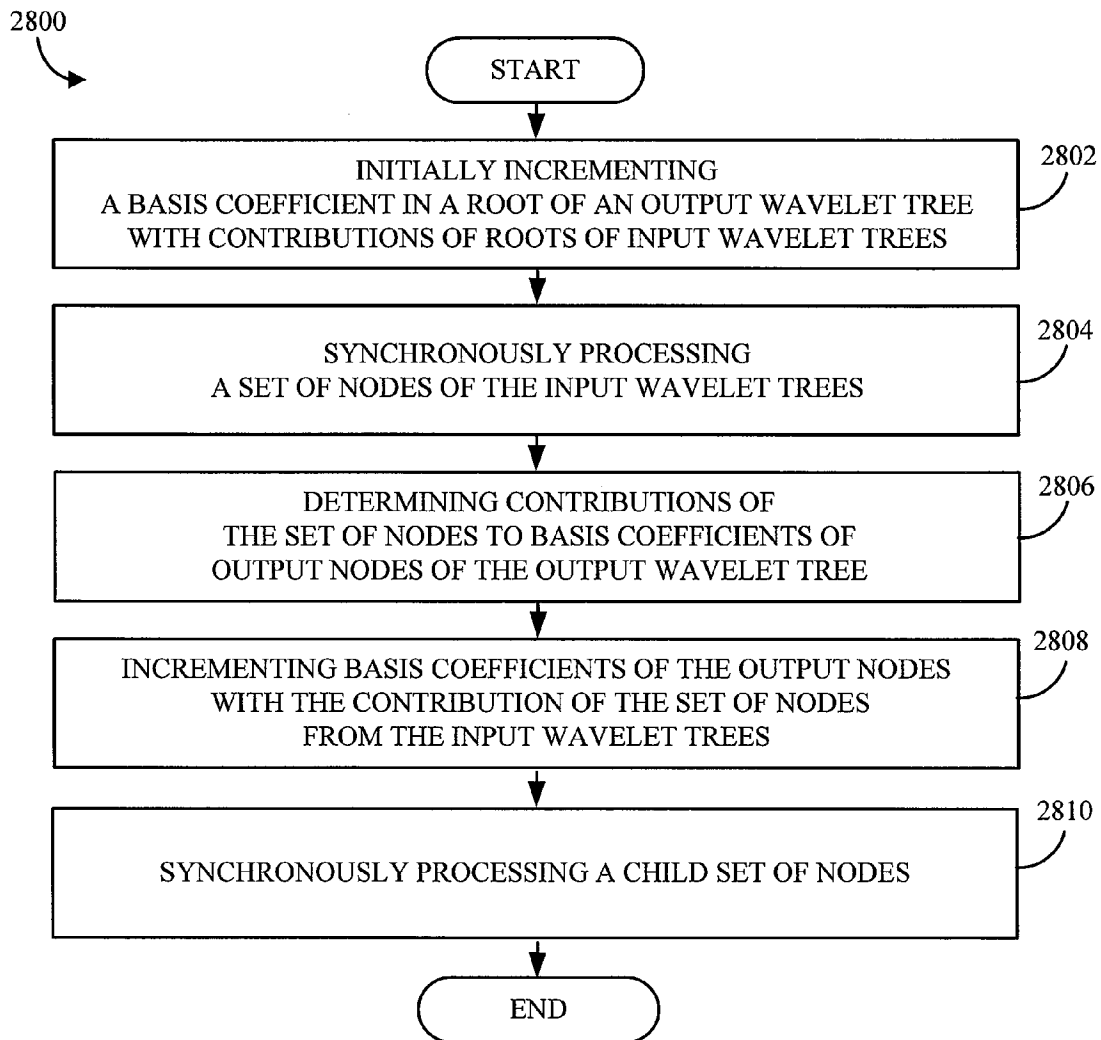 2800
START
INITIALLY INCREMENTING
A BASIS COEFFICIENT IN A ROOT OF AN OUTPUT WAVELET TREE
WITH CONTRIBUTIONS OF ROOTS OF INPUT WAVELET TREES
2802
SYNCHRONOUSLY PROCESSING
A SET OF NODES OF THE INPUT WAVELET TREES
2804
DETERMINING CONTRIBUTIONS OF
THE SET OF NODES TO BASIS COEFFICIENTS OF
OUTPUT NODES OF THE OUTPUT WAVELET TREE
2806
INCREMENTING BASIS COEFFICIENTS OF THE OUTPUT NODES
WITH THE CONTRIBUTION OF THE SET OF NODES
FROM THE INPUT WAVELET TREES
2808
SYNCHRONOUSLY PROCESSING A CHILD SET OF NODES
2810
END